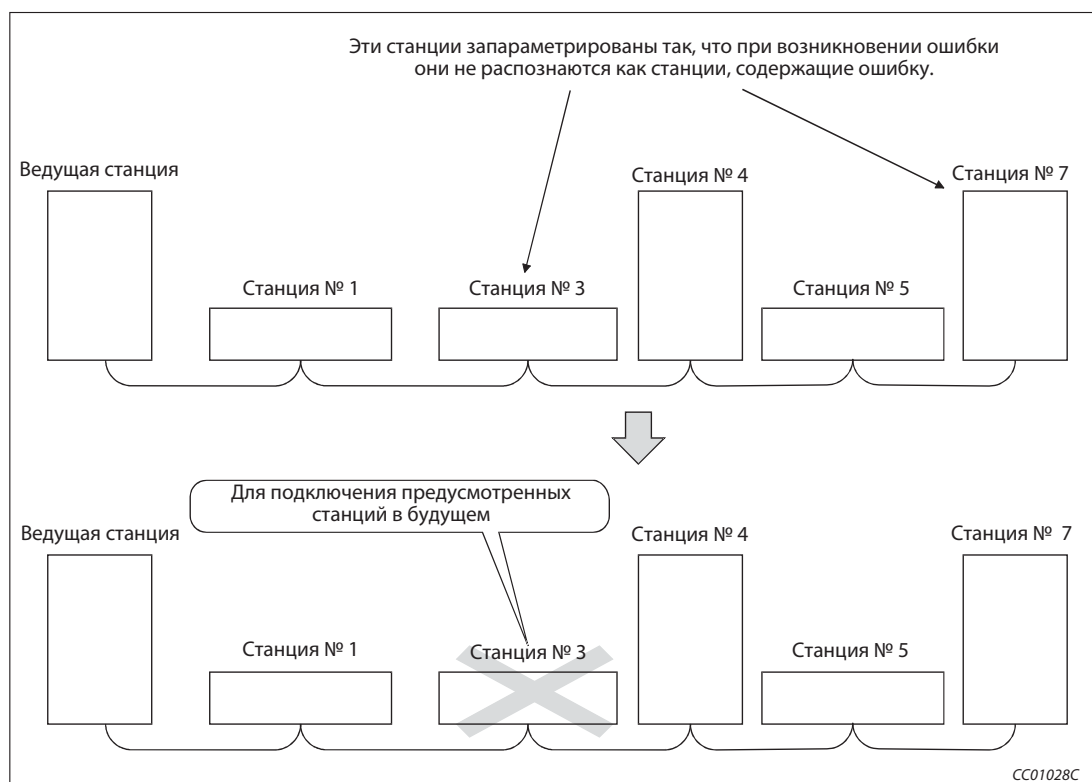 Эти станции запараметрированы так, что при возникновении ошибки
они не распознаются как станции, содержащие ошибку.
Ведущая станция
Станция № 4
Станция № 7
Станция № 1
Станция № 3
Станция № 5
Для подключения предусмотренных
станций в будущем
Ведущая станция
Станция № 4
Станция № 7
Станция № 1
Станция № 3
Станция № 5
CC01028C